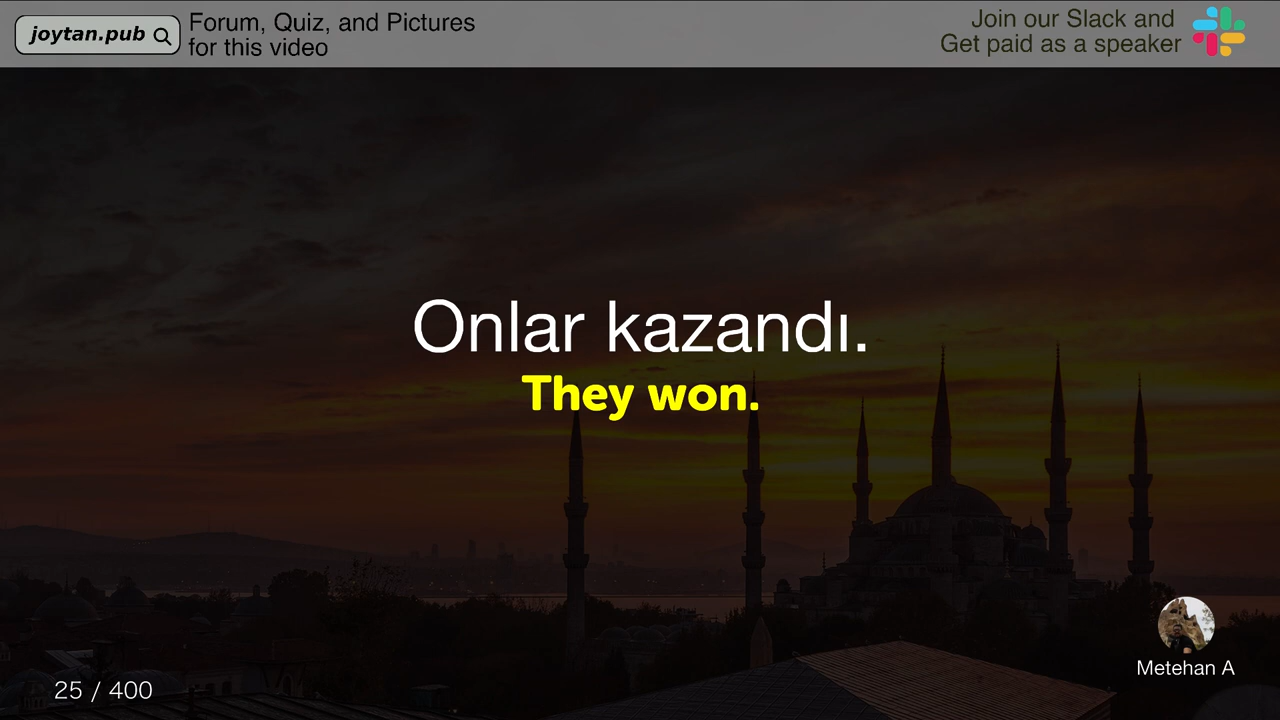 joytan.pub
Forum, Quiz, and Pictures
for this video
Join our Slack and
Get paid as a speaker
Onlar kazandı.
They won.
Metehan A
25 / 400